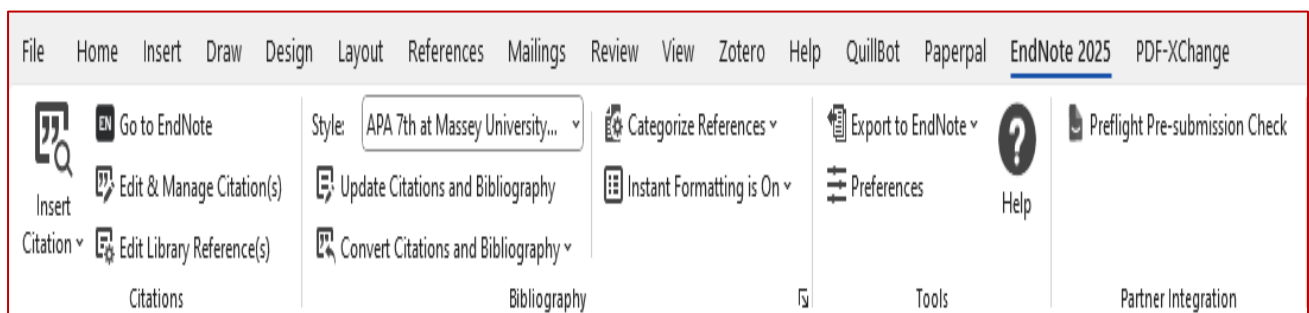 File Home Insert Draw Design Layout References Mailings Review View Zotero Help QuillBot Paperpal EndNote 2025 PDF-XChange
EN Go to EndNote Style: APA 7th at Massey University... Categorize References Export to EndNote Preflight Pre-submission Check
Edit & Manage Citation(s) Update Citations and Bibliography Instant Formatting is On Preferences
Insert Help
Citation Edit Library Reference(s) Convert Citations and Bibliography
Citations Bibliography Tools Partner Integration